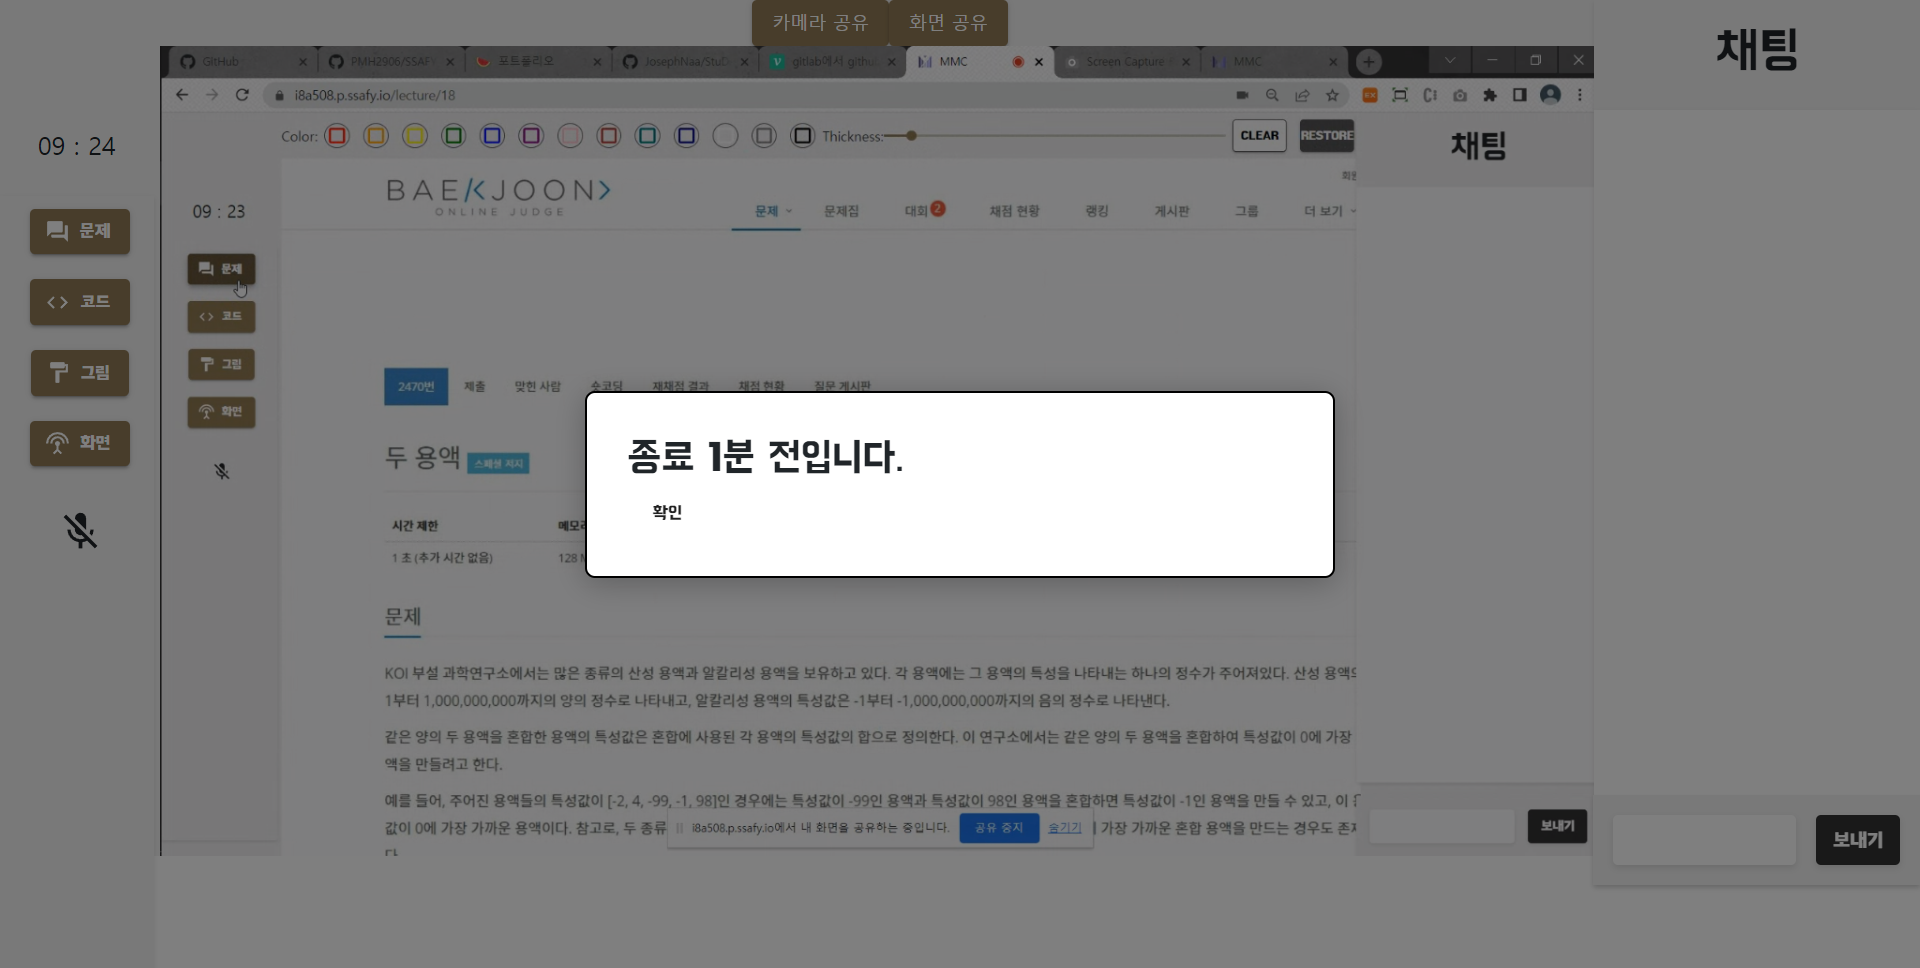 카메라 공유 화면 공유
채팅
09 : 24
문제
코드
그림
화면
GitHub
PMH2906/SSAF
포트폴리오
JosephNaa/StuD
gitlab에서 githu
MMC
Screen Capture
MMC
i8a508.p.ssafy.io/lecture/18
Color:
Thickness:
CLEAR RESTORE
채팅
09 : 23
문제
코드
그림
화면
BAEKJOON>
ONLINE JUDGE
문제 문제집 대회 2 채점 현황 랭킹 게시판 그룹 더 보기
2470번 제출 맞힌 사람 숏코딩 재채점 결과 채점 현황 질문 게시판
두 용액 스페셜 저지
시간 제한
1 초 (추가 시간 없음) 128
종료 1분 전입니다.
확인
문제
KOI 부설 과학연구소에서는 많은 종류의 산성 용액과 알칼리성 용액을 보유하고 있다. 각 용액에는 그 용액의 특성을 나타내는 하나의 정수가 주어져있다. 산성 용액의
1부터 1,000,000,000까지의 양의 정수로 나타내고, 알칼리성 용액의 특성값은 -1부터 -1,000,000,000까지의 음의 정수로 나타낸다.
같은 양의 두 용액을 혼합한 용액의 특성값은 혼합에 사용된 각 용액의 특성값의 합으로 정의한다. 이 연구소에서는 같은 양의 두 용액을 혼합하여 특성값이 0에 가장
액을 만들려고 한다.
예를 들어, 주어진 용액들의 특성값이 [-2, 4, -99, -1, 98]인 경우에는 특성값이 -99인 용액과 특성값이 98인 용액을 혼합하면 특성값이 -1인 용액을 만들 수 있고, 이
값이 0에 가장 가까운 용액이다. 참고로, 두 종류 가장 가까운 혼합 용액을 만드는 경우도 존재
i8a508.p.ssafy.io에서 내 화면을 공유하는 중입니다. 공유 중지 숨기기
보내기
보내기